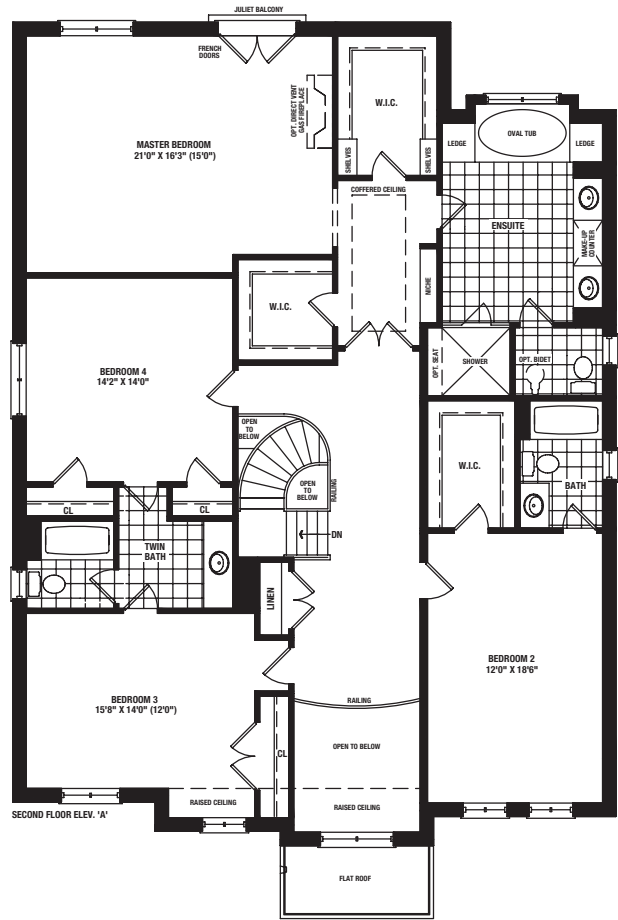 JULIET BALCONY
FRENCH
DOORS
OPT. DIRECT VENT
GAS FIREPLACE
W.I.C.
MASTER BEDROOM
21'0" X 16'3" (15'0")
SHELVES
SHELVES
LEDGE
OVAL TUB
LEDGE
COFFERED CEILING
ENSUITE
MAKE-UP
COUNTER
NICHE
W.I.C.
BEDROOM 4
14'2" X 14'0"
OPT. SEAT
SHOWER
OPT. BIDET
OPEN
TO
BELOW
OPEN
TO
BELOW
RAILING
W.I.C.
BATH
CL
CL
DN
TWIN
BATH
LINEN
BEDROOM 2
12'0" X 18'6"
BEDROOM 3
15'8" X 14'0" (12'0")
RAILING
CL
OPEN TO BELOW
RAISED CEILING
RAISED CEILING
SECOND FLOOR ELEV. 'A'
FLAT ROOF